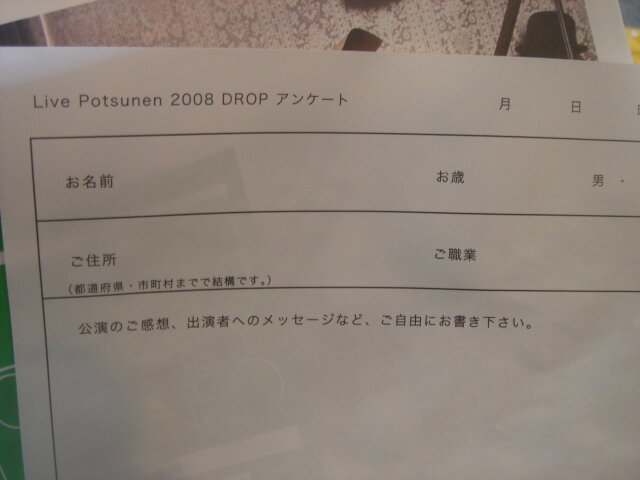 Live Potsunen 2008 DROP アンケート 月 日
お名前 お歳 男 ・
ご住所 ご職業
(都道府県・市町村までで結構です。)
公演のご感想、出演者へのメッセージなど、ご自由にお書き下さい。